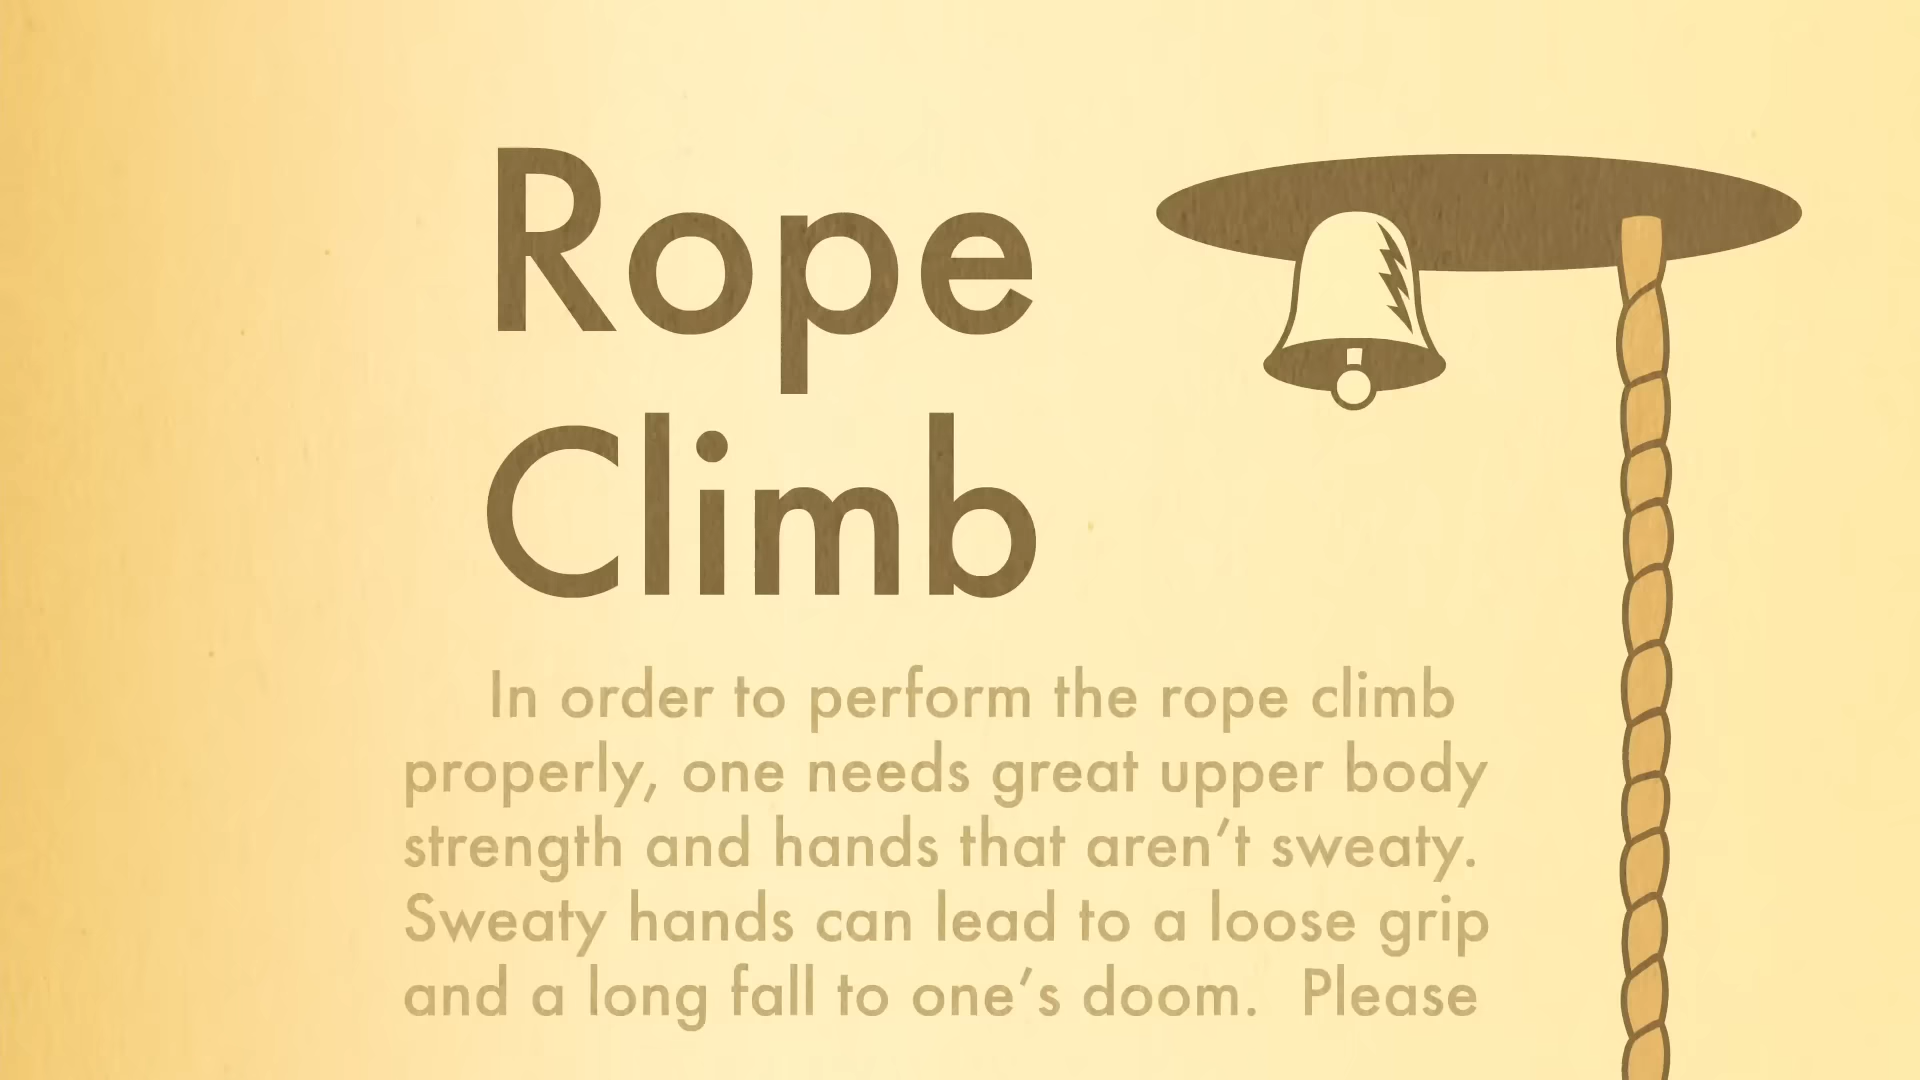 Rope
Climb
In order to perform the rope climb
properly, one needs great upper body
strength and hands that aren't sweaty.
Sweaty hands can lead to a loose grip
and a long fall to one's doom.  Please